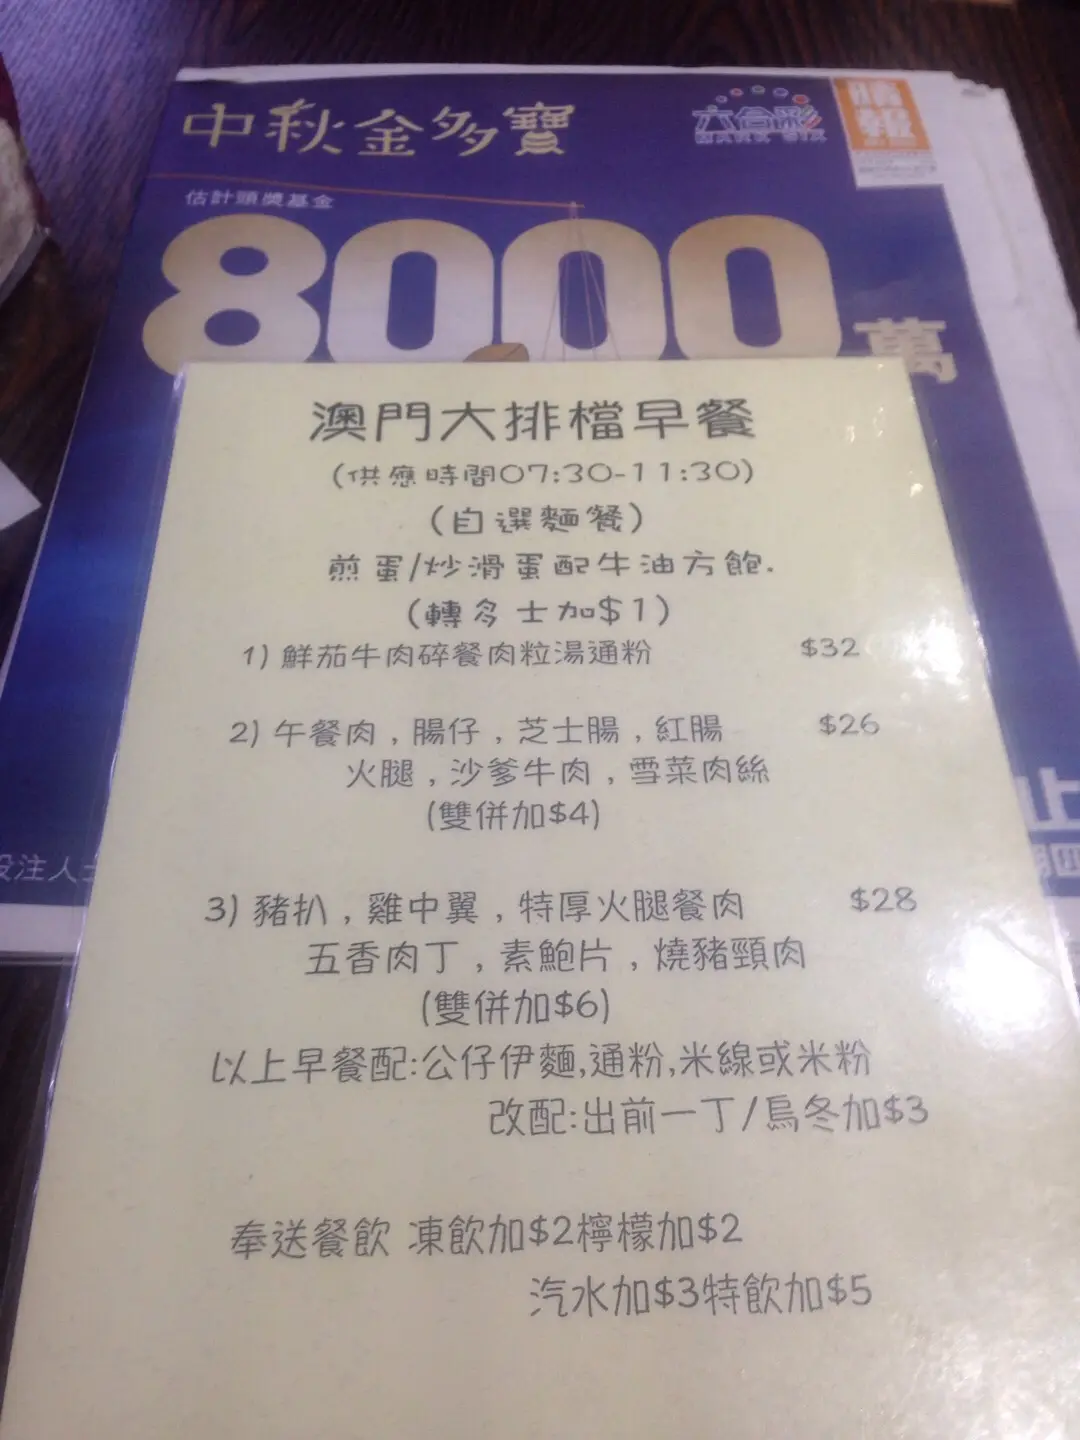 中秋金多寶
六合彩
估計頭獎基金
8000
萬
澳門大排檔早餐
(供應時間07:30-11:30)
(自選麵餐)
煎蛋/炒滑蛋配牛油方飽.
(轉多士加$1)
1) 鮮茄牛肉碎餐肉粒湯通粉 $32
2) 午餐肉,腸仔,芝士腸,紅腸 $26
火腿,沙爹牛肉,雪菜肉絲
(雙併加$4)
3) 豬扒,雞中翼,特厚火腿餐肉 $28
五香肉丁,素鮑片,燒豬頸肉
(雙併加$6)
以上早餐配:公仔伊麵,通粉,米線或米粉
改配:出前一丁/烏冬加$3
奉送餐飲 凍飲加$2檸檬加$2
汽水加$3特飲加$5
投注人士
止